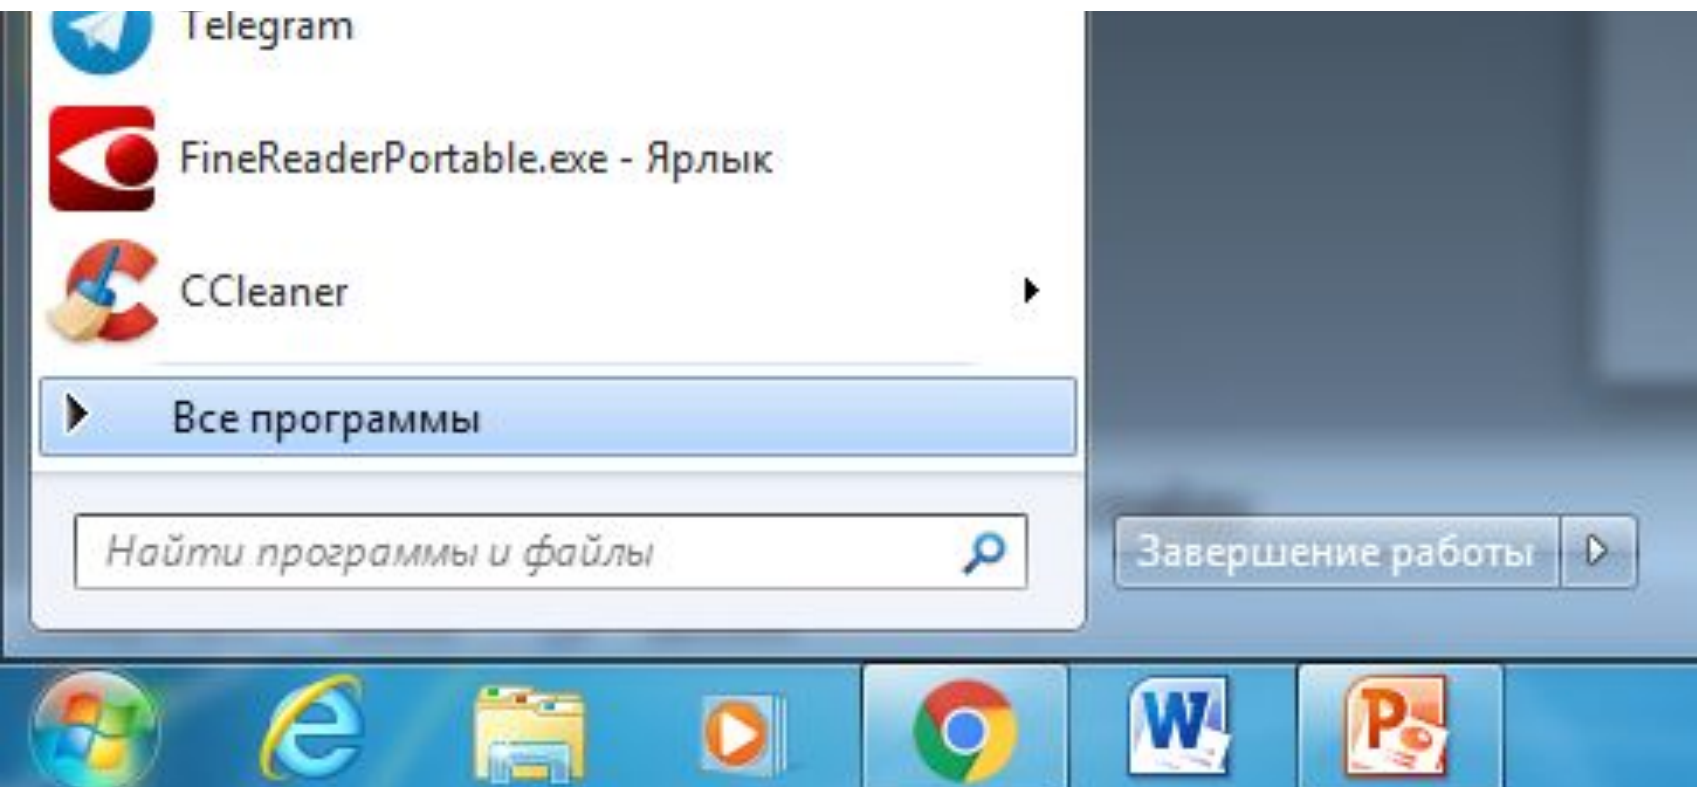 Telegram
FineReaderPortable.exe - Ярлык
CCleaner
Все программы
Найти программы и файлы
Завершение работы